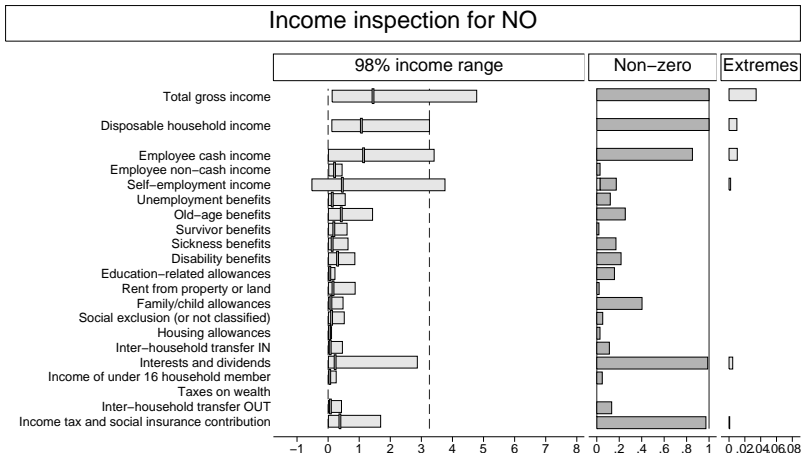 Income inspection for NO
98% income range
Non−zero
Extremes
Total gross income
Disposable household income
Employee cash income
Employee non−cash income
Self−employment income
Unemployment benefits
Old−age benefits
Survivor benefits
Sickness benefits
Disability benefits
Education−related allowances
Rent from property or land
Family/child allowances
Social exclusion (or not classified)
Housing allowances
Inter−household transfer IN
Interests and dividends
Income of under 16 household member
Taxes on wealth
Inter−household transfer OUT
Income tax and social insurance contribution
−1 0 1 2 3 4 5 6 7 8
0 .2 .4 .6 .8 1
0 .02.04.06.08